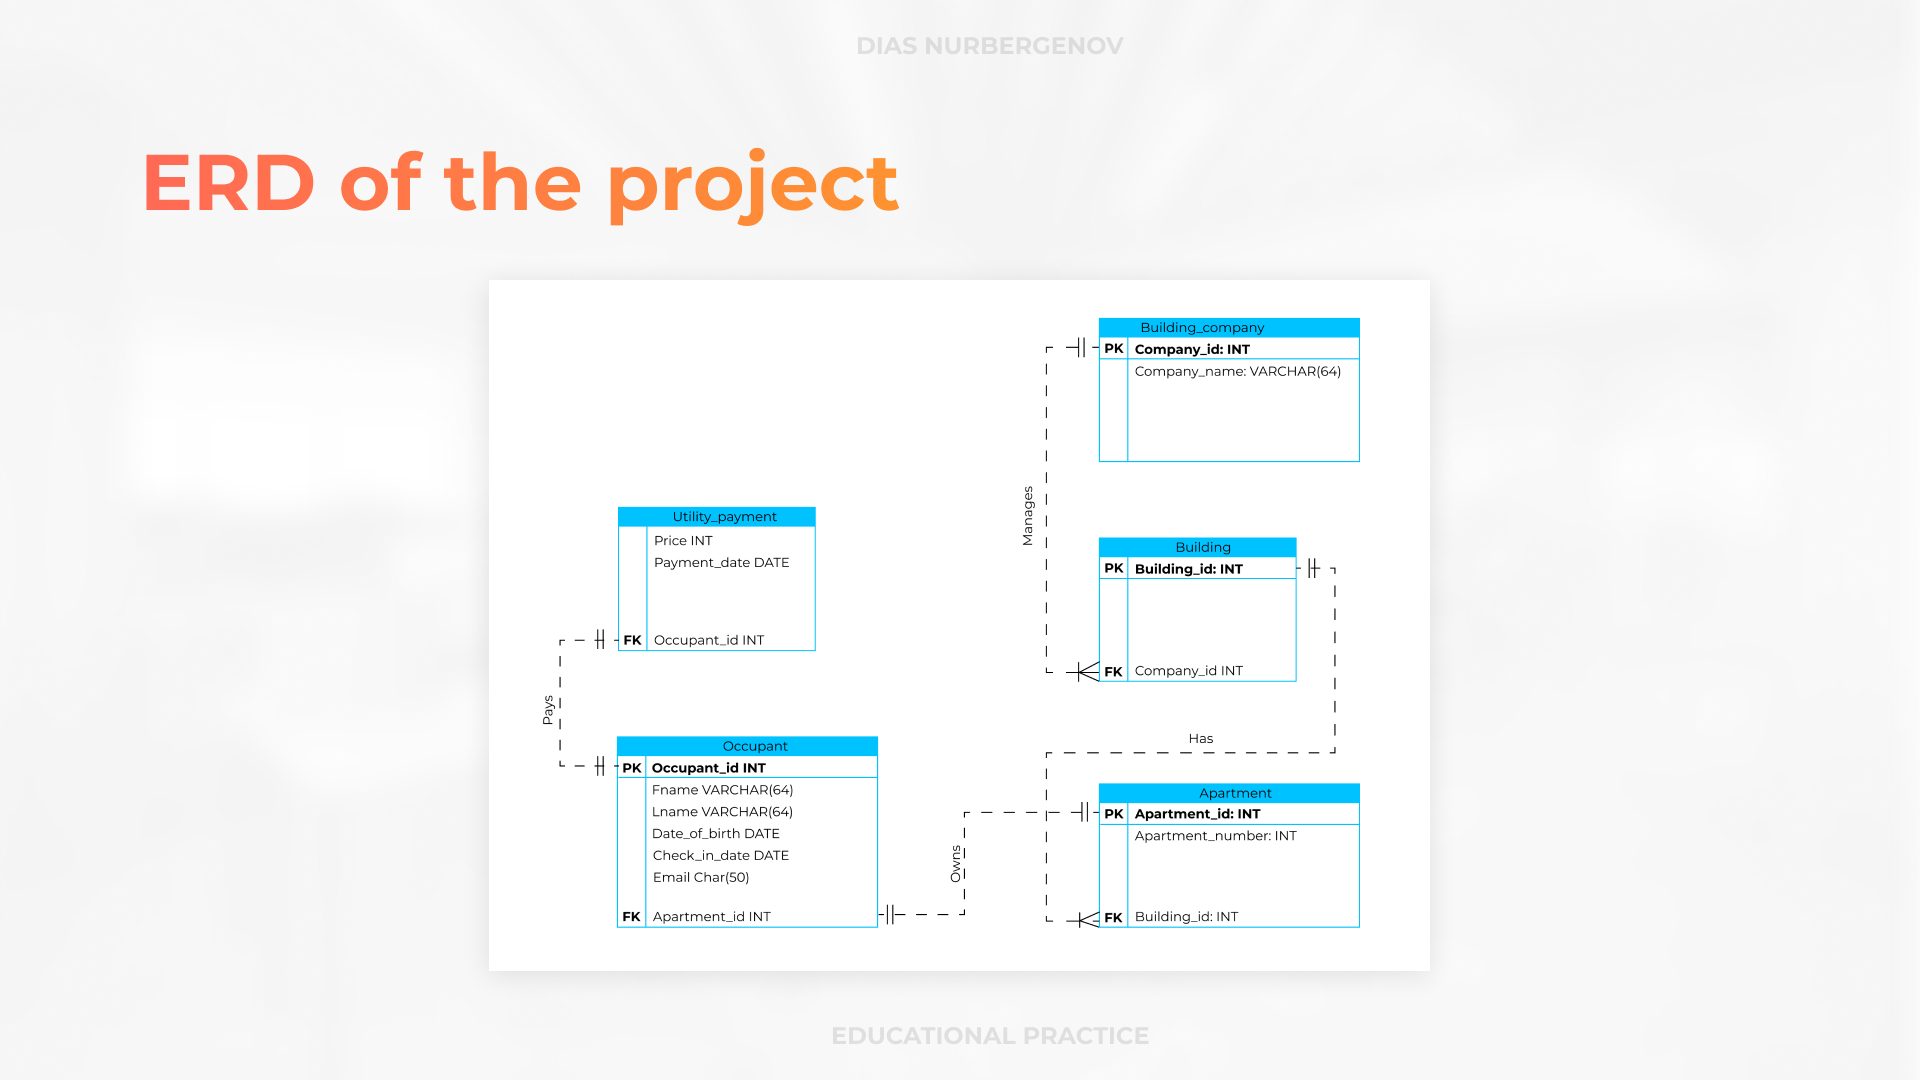 DIAS NURBERGENOV
ERD of the project
Building_company
PK Company_id: INT
Company_name: VARCHAR(64)
Manages
Utility_payment
Price INT
Payment_date DATE
FK Occupant_id INT
Building
PK Building_id: INT
FK Company_id INT
Pays
Has
Occupant
PK Occupant_id INT
Fname VARCHAR(64)
Lname VARCHAR(64)
Date_of_birth DATE
Check_in_date DATE
Email Char(50)
FK Apartment_id INT
Owns
Apartment
PK Apartment_id: INT
Apartment_number: INT
FK Building_id: INT
EDUCATIONAL PRACTICE